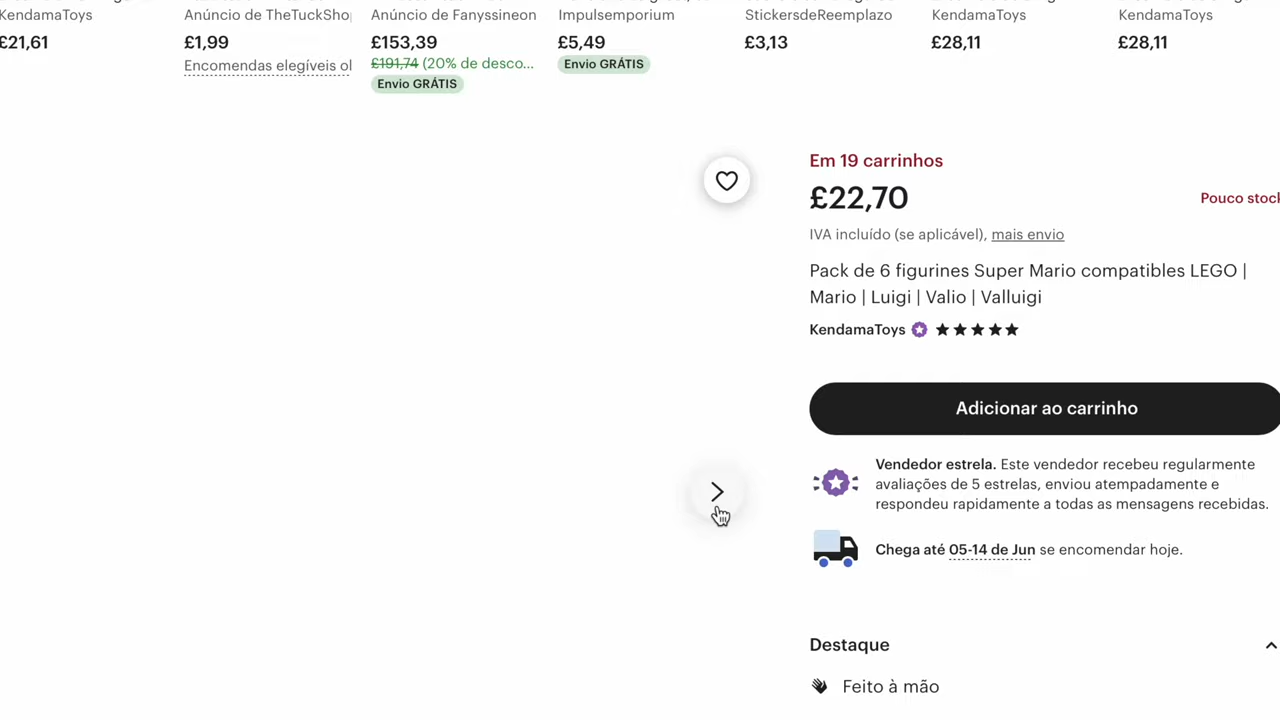 KendamaToys
Anúncio de TheTuckSho
Anúncio de Fanyssineon
Impulsemporium
StickersdeReemplazo
KendamaToys
KendamaToys
£21,61
£1,99
£153,39
£5,49
£3,13
£28,11
£28,11
Encomendas elegíveis ol
£191,74 (20% de desco...
Envio GRÁTIS
Envio GRÁTIS
Em 19 carrinhos
£22,70
Pouco stock
IVA incluído (se aplicável), mais envio
Pack de 6 figurines Super Mario compatibles LEGO |
Mario | Luigi | Valio | Valluigi
KendamaToys
Adicionar ao carrinho
Vendedor estrela. Este vendedor recebeu regularmente
avaliações de 5 estrelas, enviou atempadamente e
respondeu rapidamente a todas as mensagens recebidas.
Chega até 05-14 de Jun se encomendar hoje.
Destaque
Feito à mão